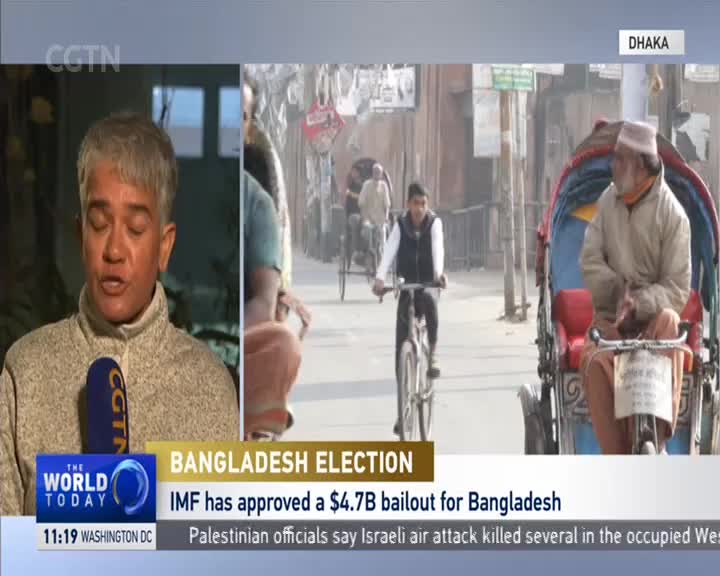 CGTN
DHAKA
CGTN
BANGLADESH ELECTION
IMF has approved a $4.7B bailout for Bangladesh
THE
WORLD
TODAY
11:19 WASHINGTON DC
Palestinian officials say Israeli air attack killed several in the occupied Wes